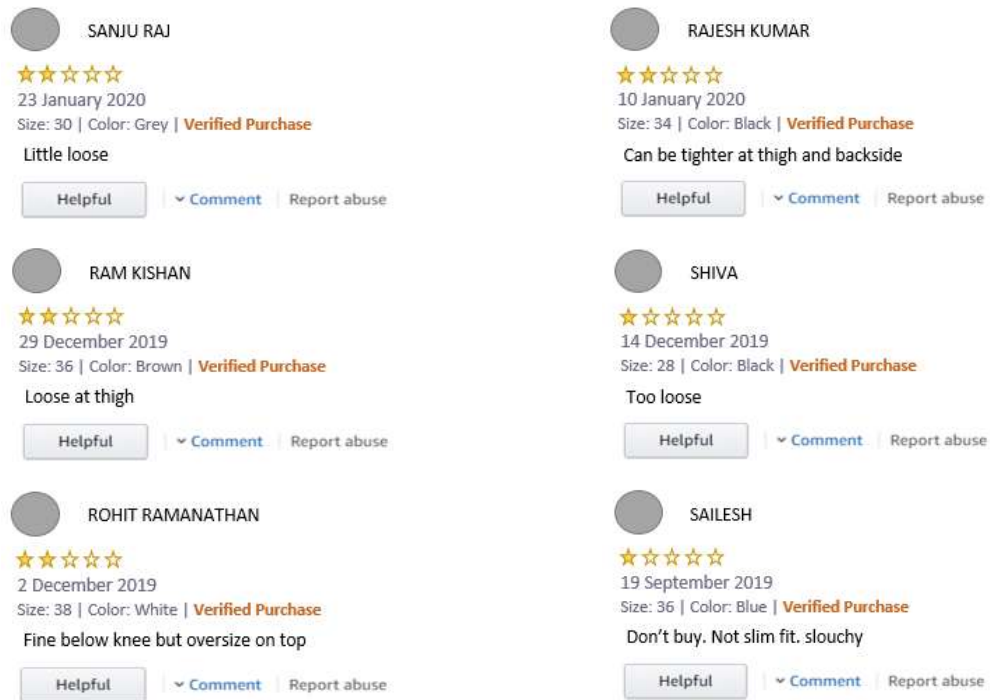 SANJU RAJ
23 January 2020
Size: 30 | Color: Grey | Verified Purchase
Little loose
Helpful | Comment | Report abuse
RAJESH KUMAR
10 January 2020
Size: 34 | Color: Black | Verified Purchase
Can be tighter at thigh and backside
Helpful | Comment | Report abuse
RAM KISHAN
29 December 2019
Size: 36 | Color: Brown | Verified Purchase
Loose at thigh
Helpful | Comment | Report abuse
SHIVA
14 December 2019
Size: 28 | Color: Black | Verified Purchase
Too loose
Helpful | Comment | Report abuse
ROHIT RAMANATHAN
2 December 2019
Size: 38 | Color: White | Verified Purchase
Fine below knee but oversize on top
Helpful | Comment | Report abuse
SAILESH
19 September 2019
Size: 36 | Color: Blue | Verified Purchase
Don’t buy. Not slim fit. slouchy
Helpful | Comment | Report abuse